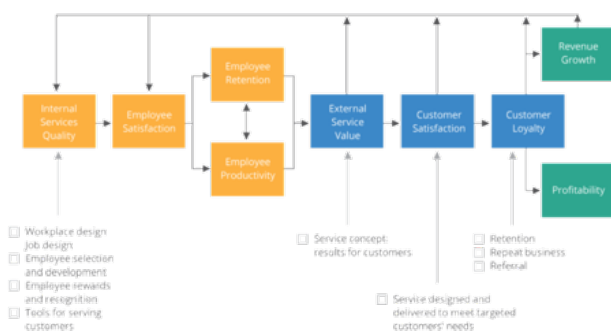 Revenue
Growth
Employee
Retention
Internal
Services
Quality
Employee
Satisfaction
External
Service
Value
Customer
Satisfaction
Customer
Loyalty
Employee
Productivity
Profitability
Workplace design
Job design
Employee selection
and development
Employee rewards
and recognition
Tools for serving
customers
Service concept:
results for customers
Retention
Repeat business
Referral
Service designed and
delivered to meet targeted
customers' needs